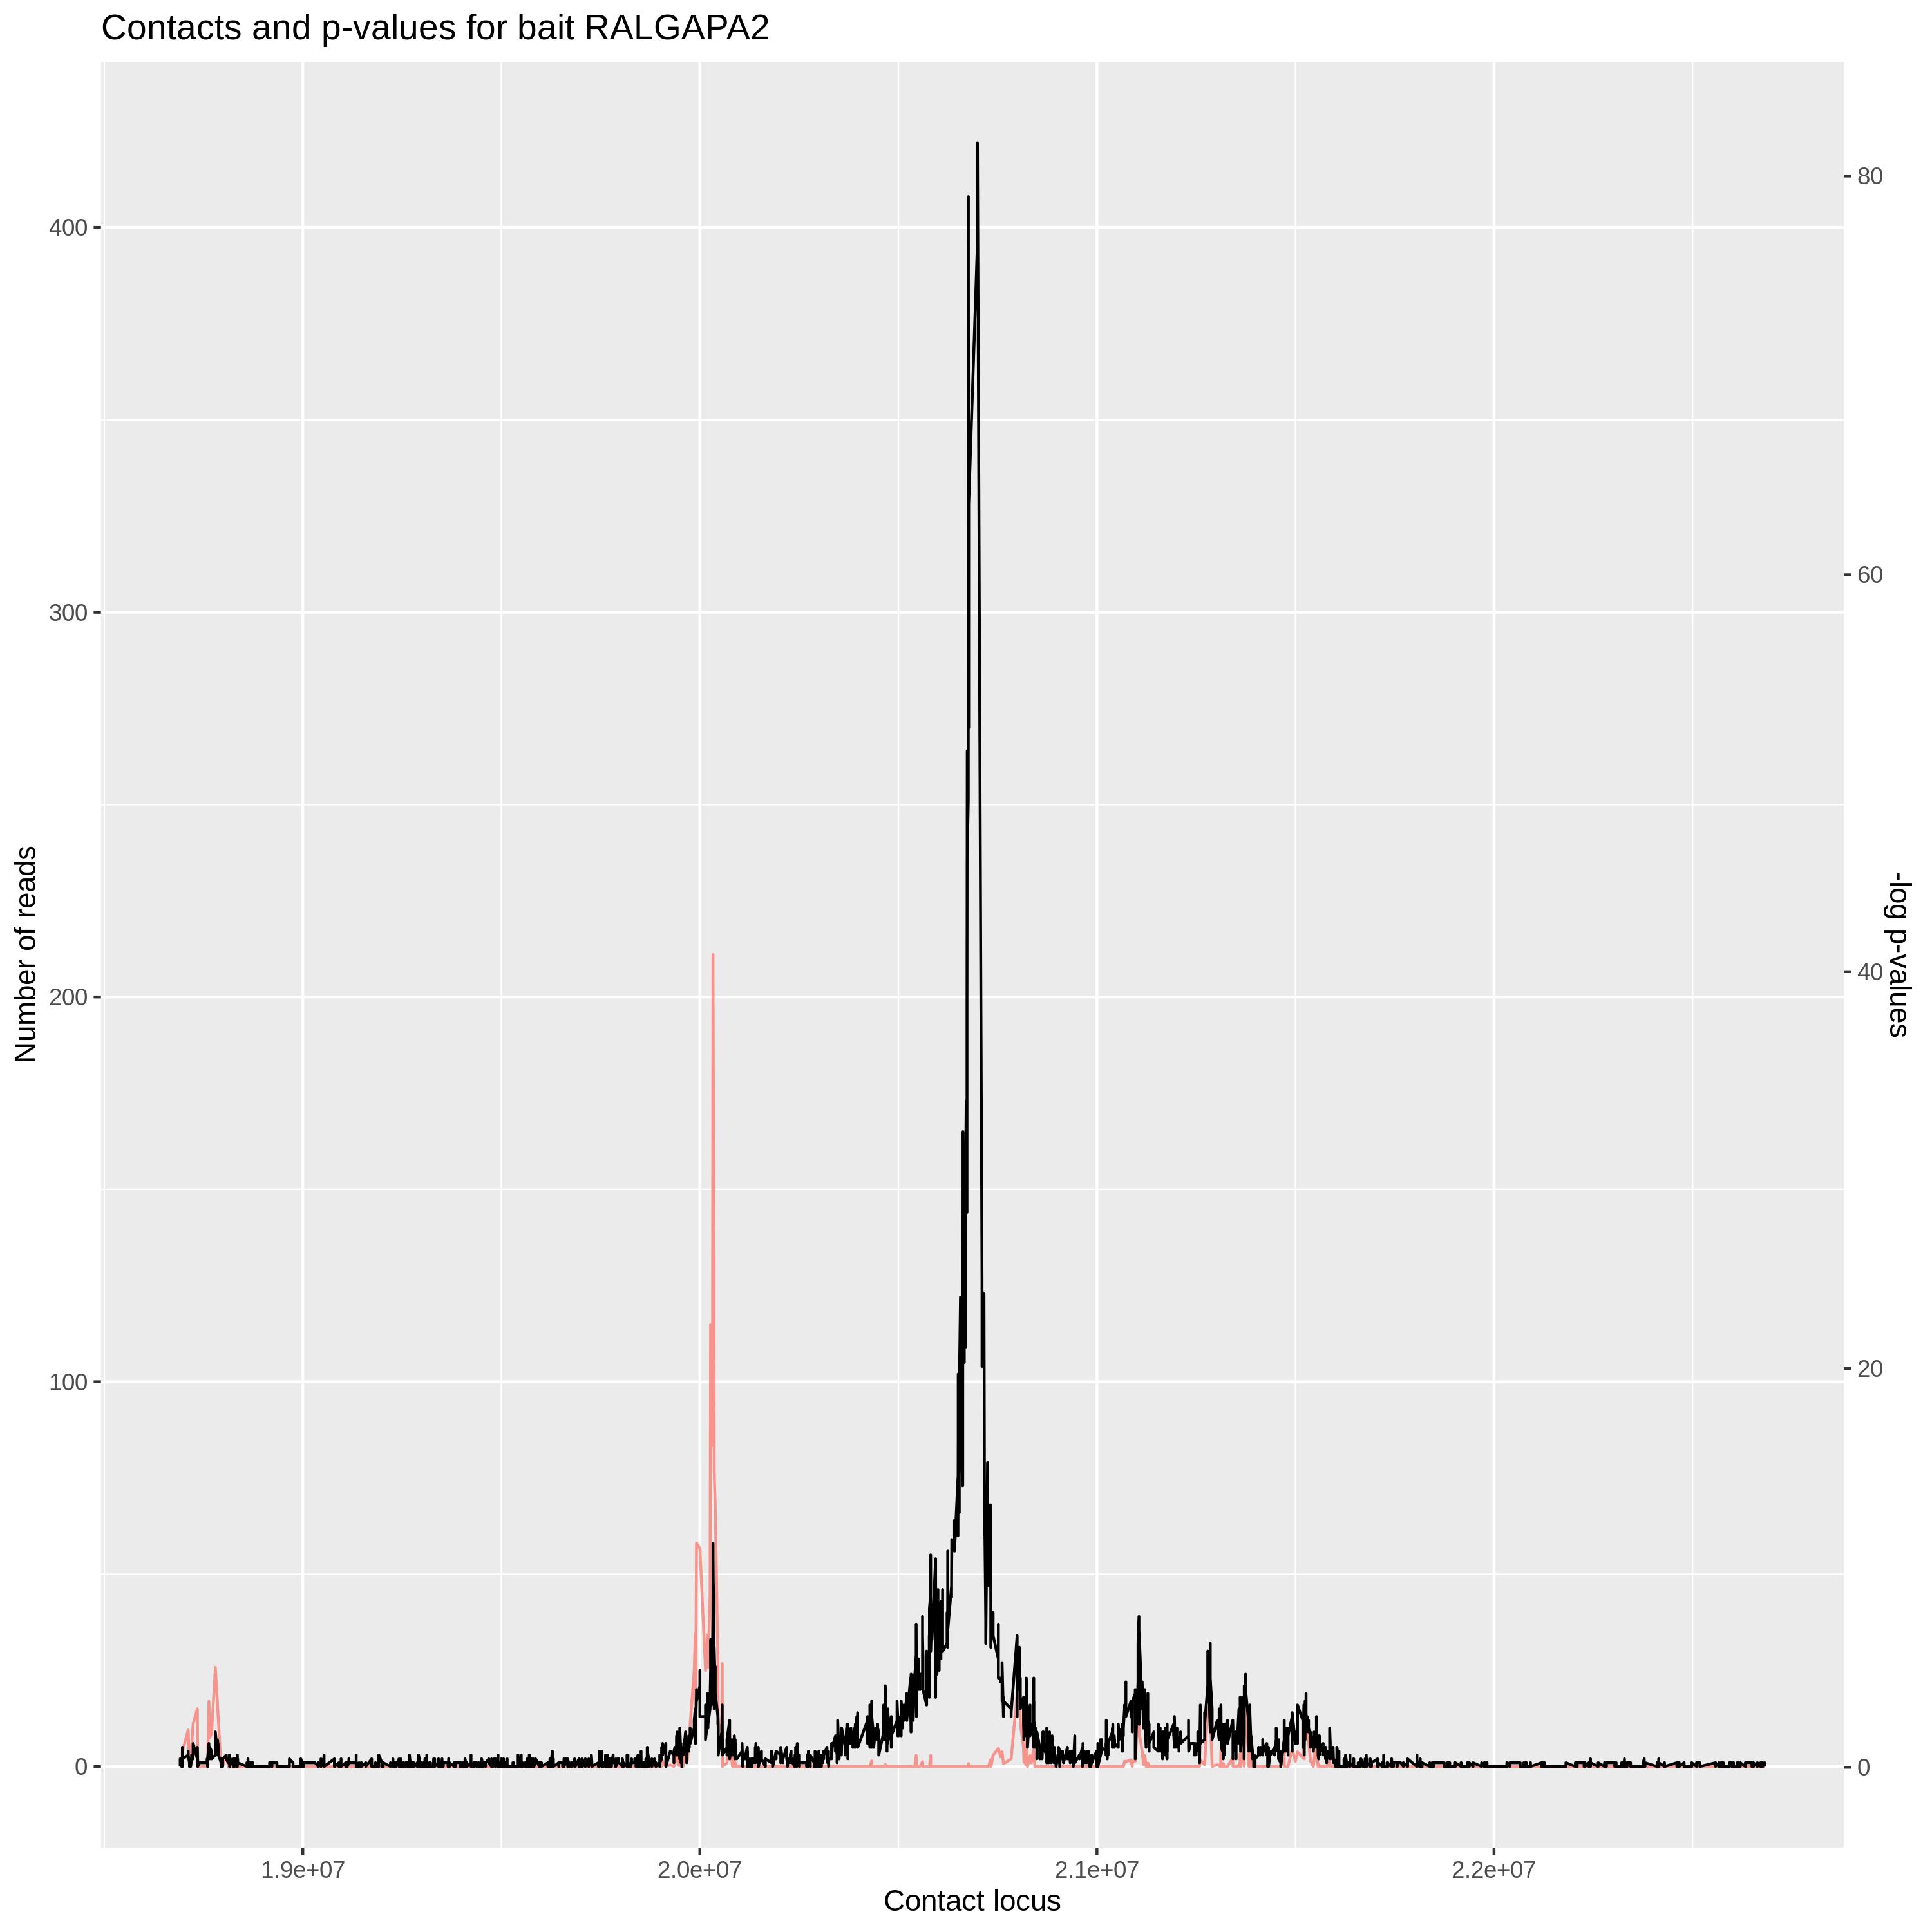 Contacts and p-values for bait RALGAPA2
400
300
200
100
0
80
60
40
20
0
Number of reads
-log p-values
1.9e+07
2.0e+07
2.1e+07
2.2e+07
Contact locus